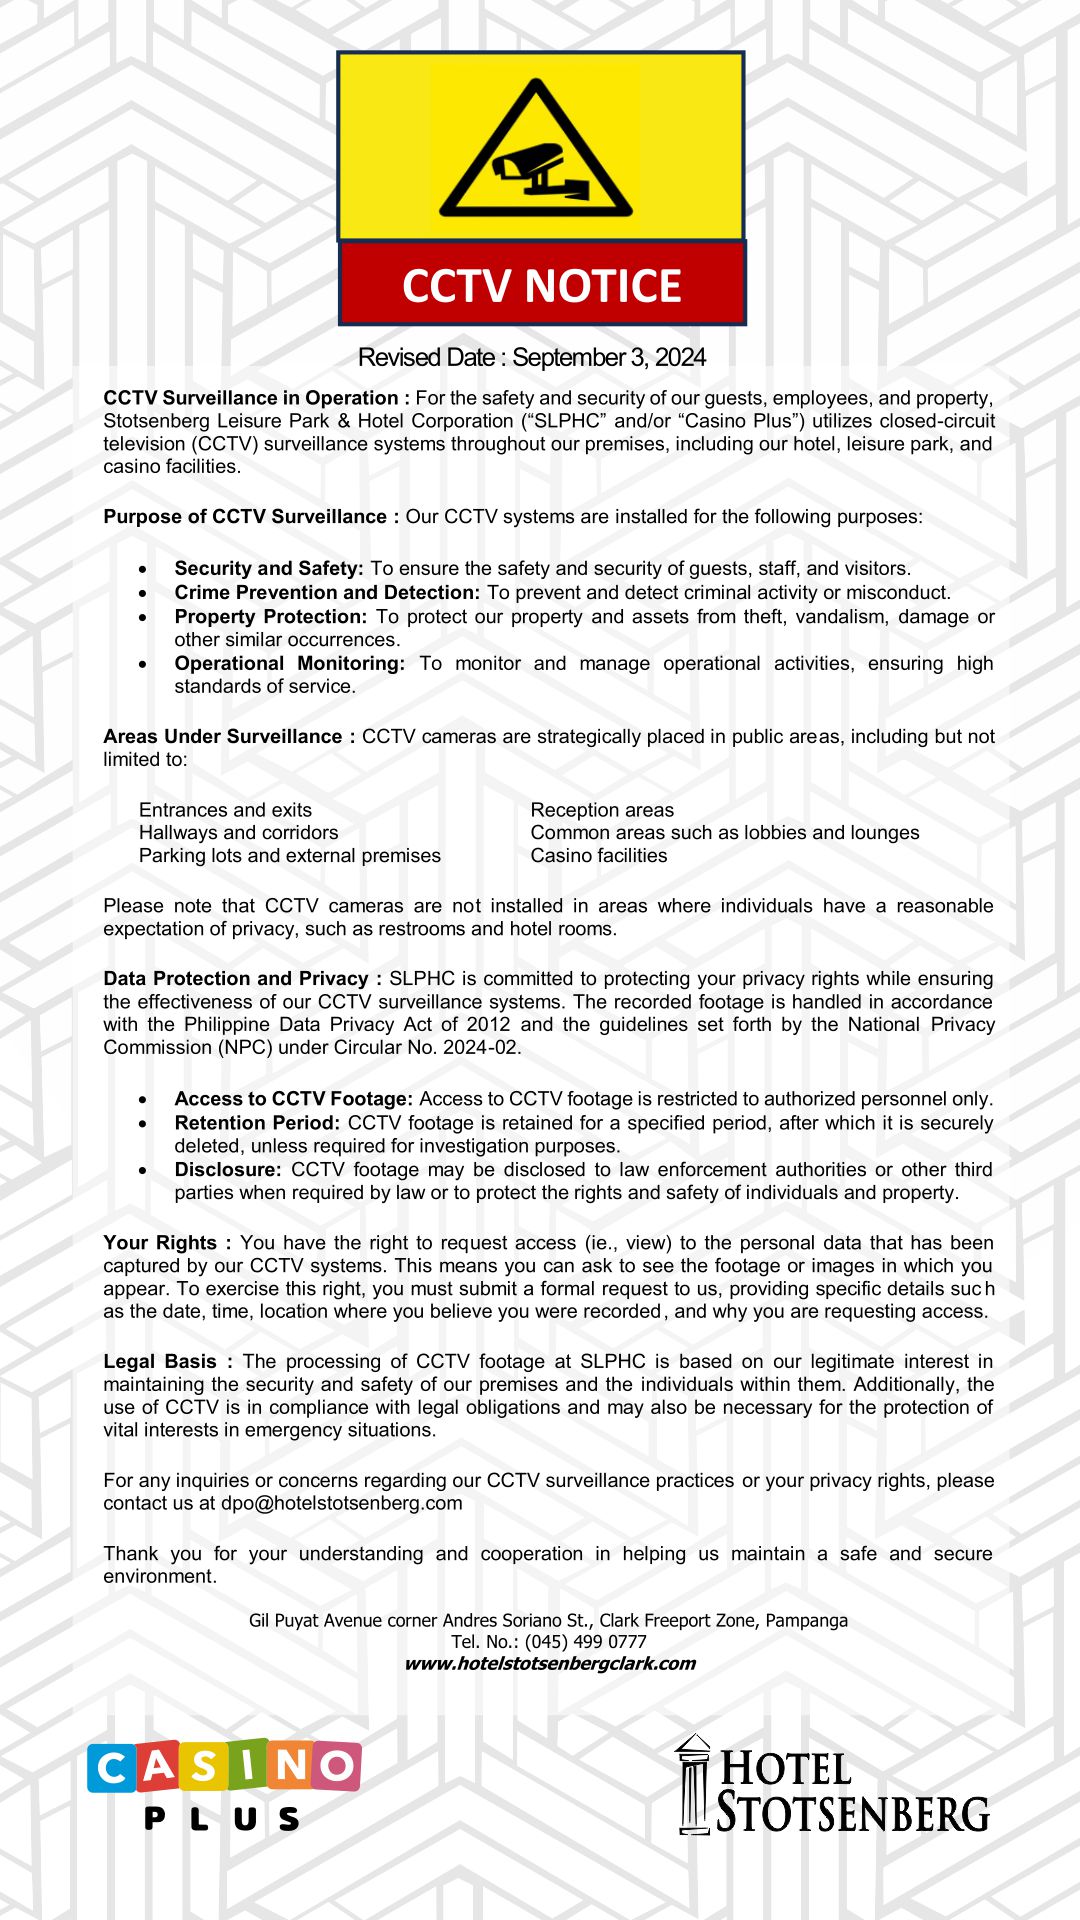 CCTV NOTICE
Revised Date : September 3, 2024
CCTV Surveillance in Operation : For the safety and security of our guests, employees, and property,
Stotsenberg Leisure Park & Hotel Corporation (“SLPHC” and/or “Casino Plus”) utilizes closed-circuit
television (CCTV) surveillance systems throughout our premises, including our hotel, leisure park, and
casino facilities.
Purpose of CCTV Surveillance : Our CCTV systems are installed for the following purposes:
• Security and Safety: To ensure the safety and security of guests, staff, and visitors.
• Crime Prevention and Detection: To prevent and detect criminal activity or misconduct.
• Property Protection: To protect our property and assets from theft, vandalism, damage or
other similar occurrences.
• Operational Monitoring: To monitor and manage operational activities, ensuring high
standards of service.
Areas Under Surveillance : CCTV cameras are strategically placed in public areas, including but not
limited to:
Entrances and exits
Hallways and corridors
Parking lots and external premises
Reception areas
Common areas such as lobbies and lounges
Casino facilities
Please note that CCTV cameras are not installed in areas where individuals have a reasonable
expectation of privacy, such as restrooms and hotel rooms.
Data Protection and Privacy : SLPHC is committed to protecting your privacy rights while ensuring
the effectiveness of our CCTV surveillance systems. The recorded footage is handled in accordance
with the Philippine Data Privacy Act of 2012 and the guidelines set forth by the National Privacy
Commission (NPC) under Circular No. 2024-02.
• Access to CCTV Footage: Access to CCTV footage is restricted to authorized personnel only.
• Retention Period: CCTV footage is retained for a specified period, after which it is securely
deleted, unless required for investigation purposes.
• Disclosure: CCTV footage may be disclosed to law enforcement authorities or other third
parties when required by law or to protect the rights and safety of individuals and property.
Your Rights : You have the right to request access (ie., view) to the personal data that has been
captured by our CCTV systems. This means you can ask to see the footage or images in which you
appear. To exercise this right, you must submit a formal request to us, providing specific details such
as the date, time, location where you believe you were recorded, and why you are requesting access.
Legal Basis : The processing of CCTV footage at SLPHC is based on our legitimate interest in
maintaining the security and safety of our premises and the individuals within them. Additionally, the
use of CCTV is in compliance with legal obligations and may also be necessary for the protection of
vital interests in emergency situations.
For any inquiries or concerns regarding our CCTV surveillance practices or your privacy rights, please
contact us at dpo@hotelstotsenberg.com
Thank you for your understanding and cooperation in helping us maintain a safe and secure
environment.
Gil Puyat Avenue corner Andres Soriano St., Clark Freeport Zone, Pampanga
Tel. No.: (045) 499 0777
www.hotelstotsenbergclark.com
CASINO
PLUS
HOTEL
STOTSENBERG